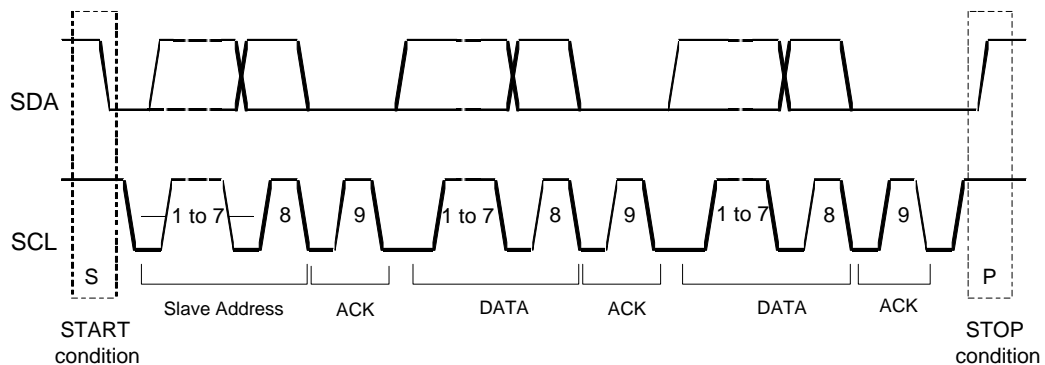 SDA
SCL
1 to 7
8
9
1 to 7
8
9
1 to 7
8
9
S
P
Slave Address
ACK
DATA
ACK
DATA
ACK
START
condition
STOP
condition